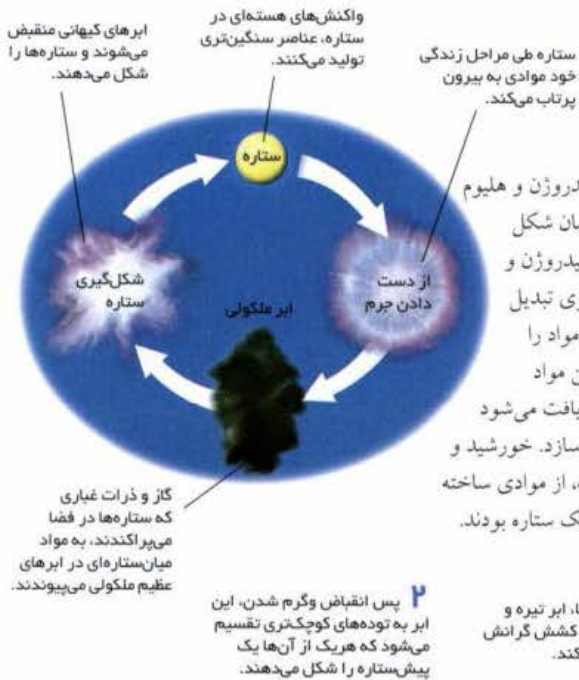 واکنش‌های هسته‌ای در
ستاره، عناصر سنگین‌تری
تولید می‌کنند.
ابرهای کیهانی منقبض
می‌شوند و ستاره‌ها را
شکل می‌دهند.
ستاره طی مراحل زندگی
خود موادی به بیرون
پرتاب می‌کند.
ستاره
شکل‌گیری
ستاره
از دست
دادن جرم
ابر ملکولی
گاز و ذرات غباری
که ستاره‌ها در فضا
می‌پراکندند، به مواد
میان‌ستاره‌ای در ابرهای
عظیم ملکولی می‌پیوندند.
یدروژن و هلیوم
شکل
یدروژن و
تبدیل
مواد را
مواد
یافت می‌شود
سازد. خورشید و
از موادی ساخته
ک ستاره بودند.
۲ پس انقباض وگرم شدن، این
ابر به توده‌های کوچک‌تری تقسیم
می‌شود که هریک از آن‌ها یک
پیش‌ستاره را شکل می‌دهند.
ابر تیره و
کشش گرانش
کند.